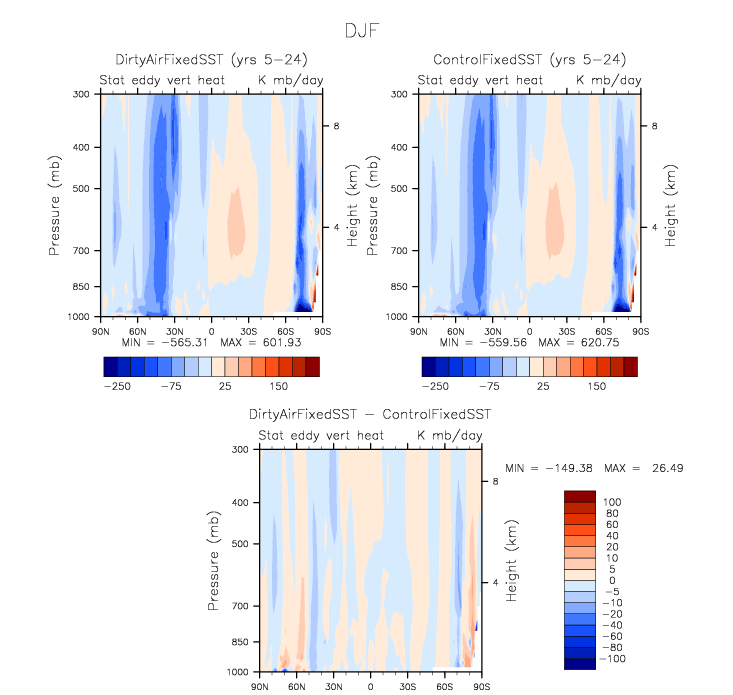 DJF
DirtyAirFixedSST (yrs 5-24)
Stat eddy vert heat K mb/day
300
400
500
700
850
1000
Pressure (mb)
8
4
Height (km)
90N 60N 30N 0 30S 60S 90S
MIN = -565.31 MAX = 601.93
-250 -75 25 150
ControlFixedSST (yrs 5-24)
Stat eddy vert heat K mb/day
300
400
500
700
850
1000
Pressure (mb)
8
4
Height (km)
90N 60N 30N 0 30S 60S 90S
MIN = -559.56 MAX = 620.75
-250 -75 25 150
DirtyAirFixedSST - ControlFixedSST
Stat eddy vert heat K mb/day
300
400
500
700
850
1000
Pressure (mb)
8
4
Height (km)
90N 60N 30N 0 30S 60S 90S
MIN = -149.38 MAX = 26.49
100
80
60
40
20
10
5
0
-5
-10
-20
-40
-60
-80
-100